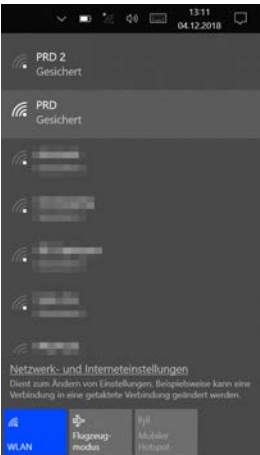 13:11
04.12.2018
PRD 2
Gesichert
PRD
Gesichert
Netzwerk- und Interneteinstellungen
Dient zum Ändern von Einstellungen. Beispielsweise kann eine
Verbindung in eine getaktete Verbindung geändert werden.
WLAN
Flugzeug-
modus
Mobiler
Hotspot